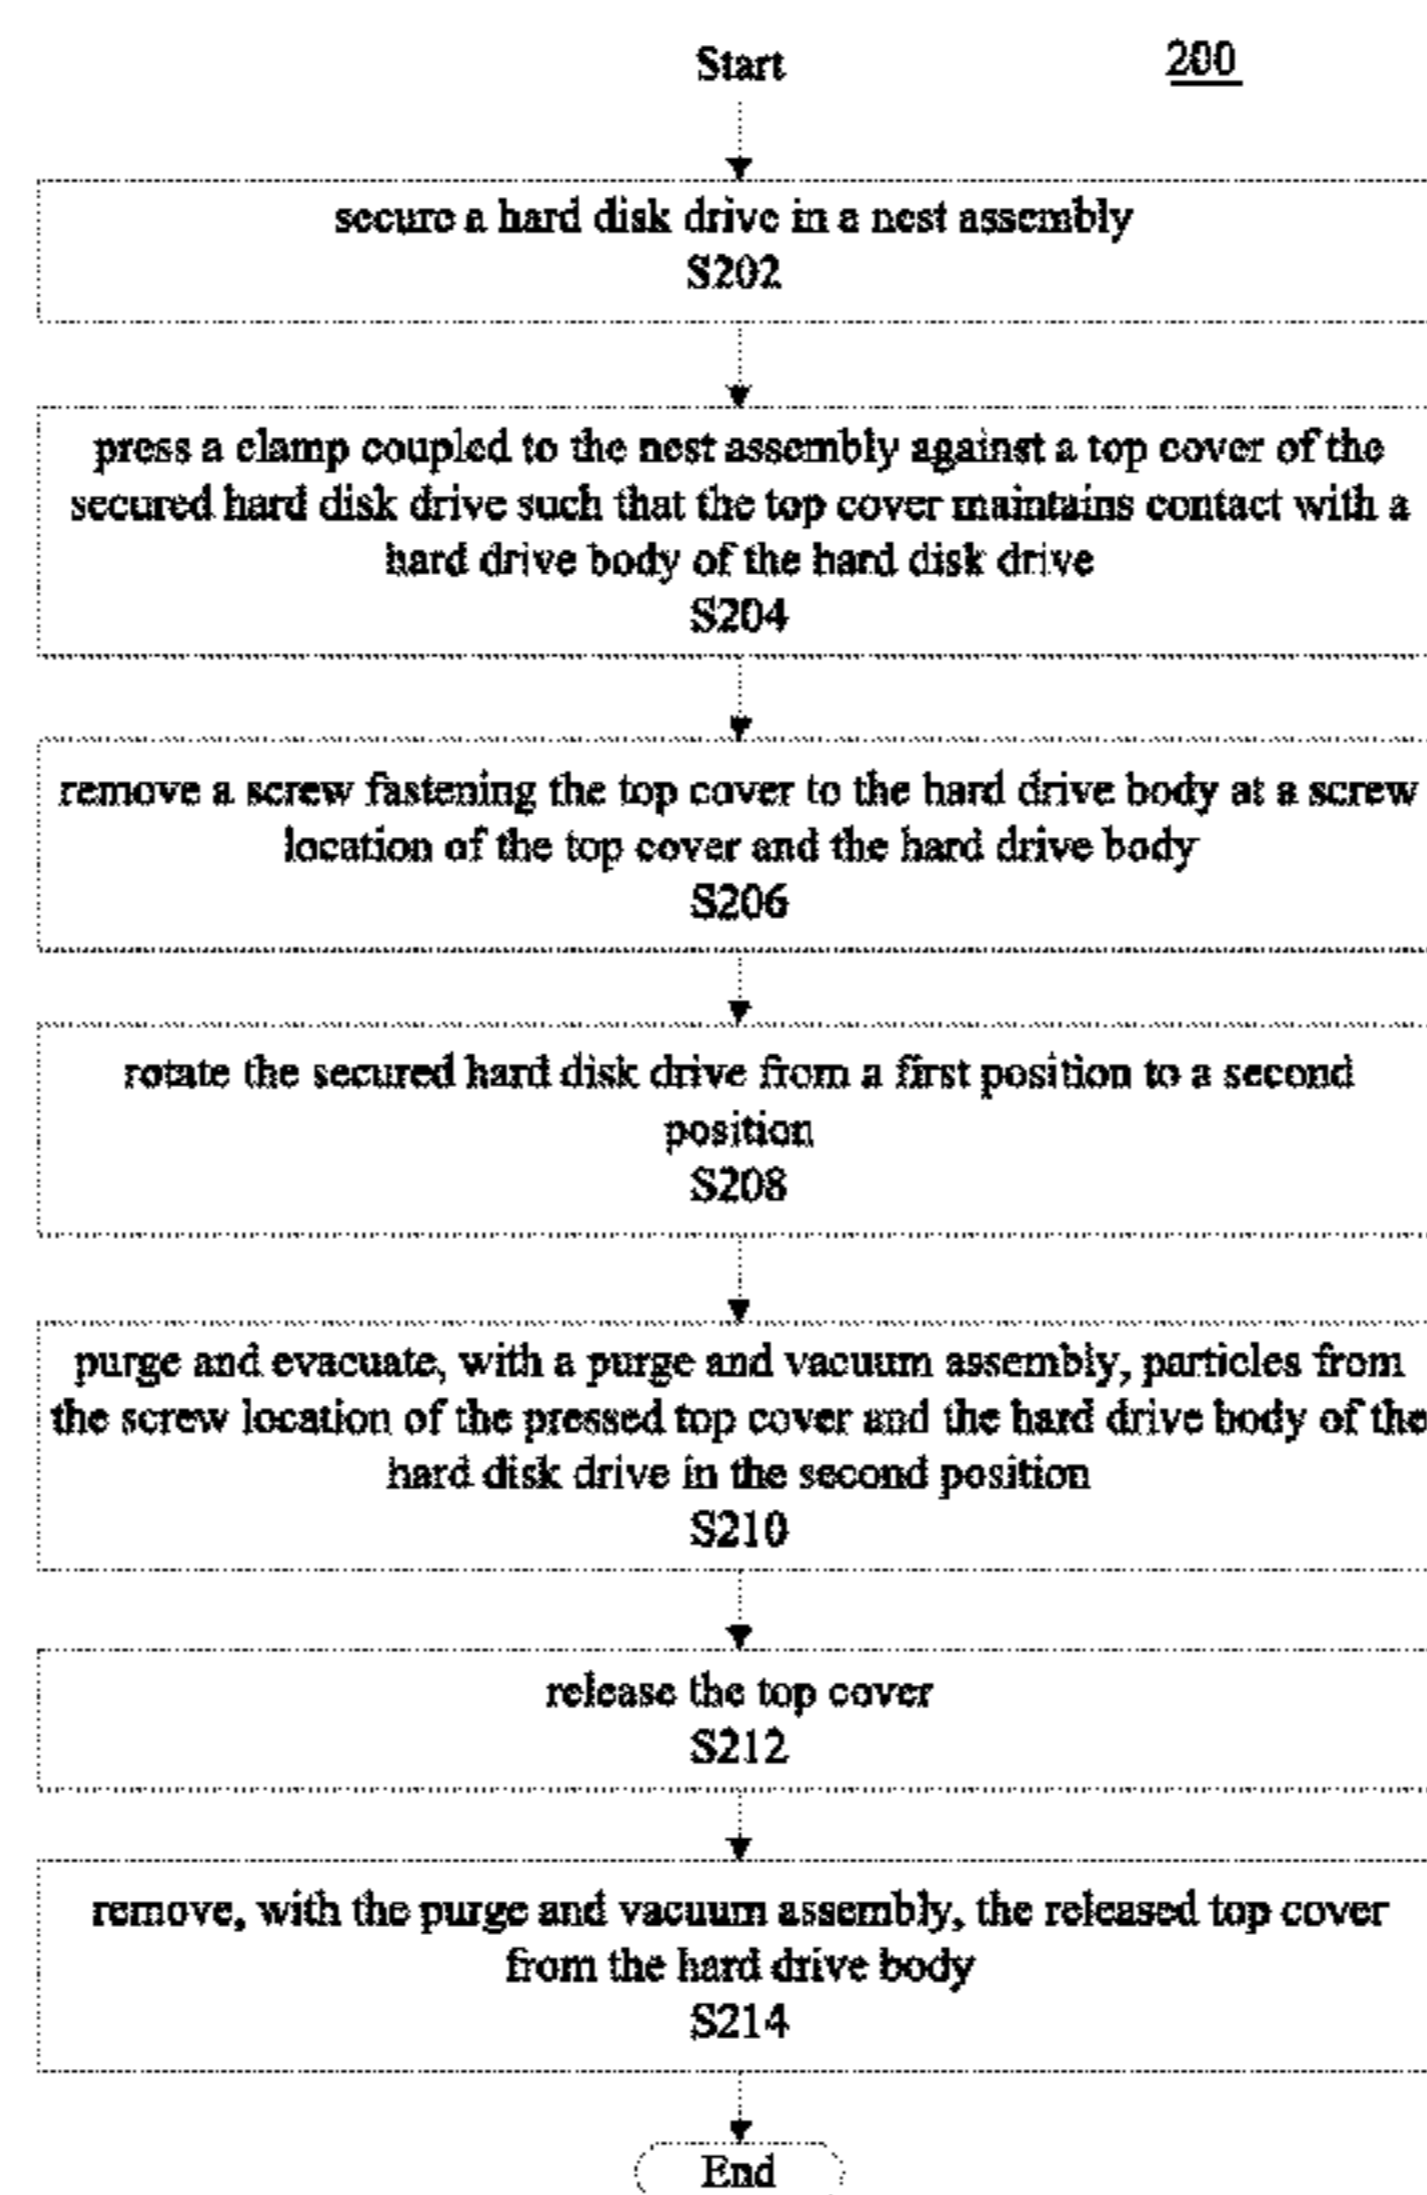 Start
200
secure a hard disk drive in a nest assembly
S202
press a clamp coupled to the nest assembly against a top cover of the
secured hard disk drive such that the top cover maintains contact with a
hard drive body of the hard disk drive
S204
remove a screw fastening the top cover to the hard drive body at a screw
location of the top cover and the hard drive body
S206
rotate the secured hard disk drive from a first position to a second
position
S208
purge and evacuate, with a purge and vacuum assembly, particles from
the screw location of the pressed top cover and the hard drive body of the
hard disk drive in the second position
S210
release the top cover
S212
remove, with the purge and vacuum assembly, the released top cover
from the hard drive body
S214
End